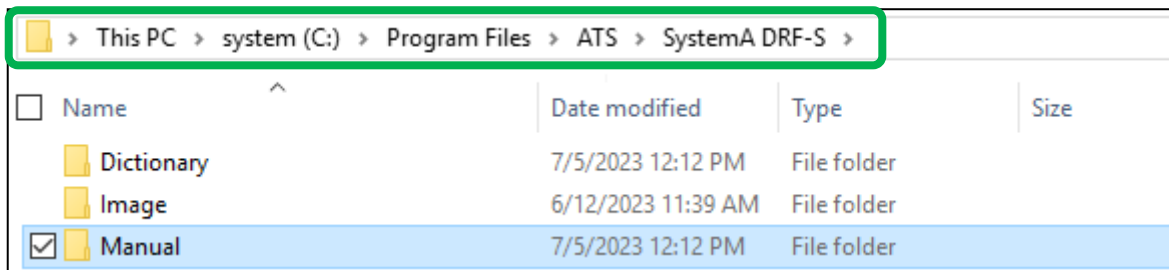 This PC > system (C:) > Program Files > ATS > SystemA DRF-S >
Name Date modified Type Size
Dictionary 7/5/2023 12:12 PM File folder
Image 6/12/2023 11:39 AM File folder
Manual 7/5/2023 12:12 PM File folder